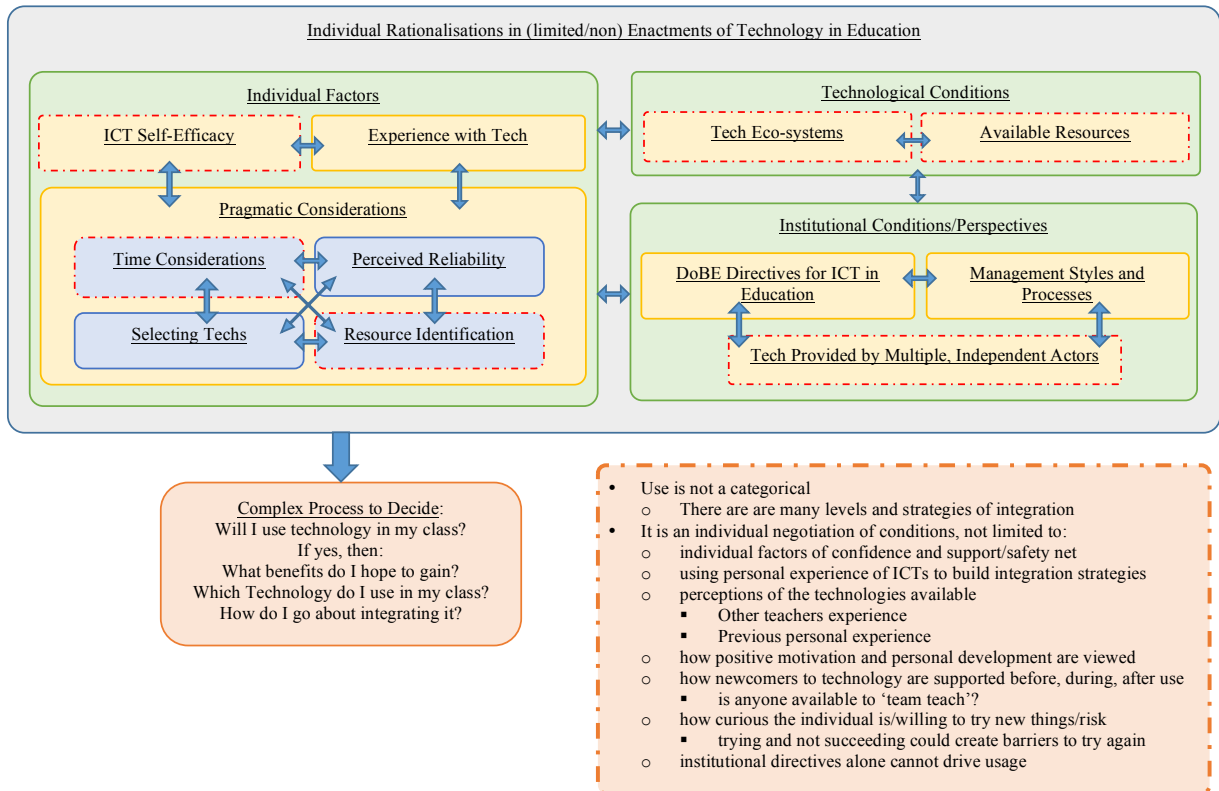 Individual Rationalisations in (limited/non) Enactments of Technology in Education
Individual Factors
ICT Self-Efficacy
Experience with Tech
Pragmatic Considerations
Time Considerations
Perceived Reliability
Selecting Techs
Resource Identification
Technological Conditions
Tech Eco-systems
Available Resources
Institutional Conditions/Perspectives
DoBE Directives for ICT in
Education
Management Styles and
Processes
Tech Provided by Multiple, Independent Actors
Complex Process to Decide:
Will I use technology in my class?
If yes, then:
What benefits do I hope to gain?
Which Technology do I use in my class?
How do I go about integrating it?
• Use is not a categorical
o There are are many levels and strategies of integration
• It is an individual negotiation of conditions, not limited to:
o individual factors of confidence and support/safety net
o using personal experience of ICTs to build integration strategies
o perceptions of the technologies available
▪ Other teachers experience
▪ Previous personal experience
o how positive motivation and personal development are viewed
o how newcomers to technology are supported before, during, after use
▪ is anyone available to ‘team teach’?
o how curious the individual is/willing to try new things/risk
▪ trying and not succeeding could create barriers to try again
o institutional directives alone cannot drive usage